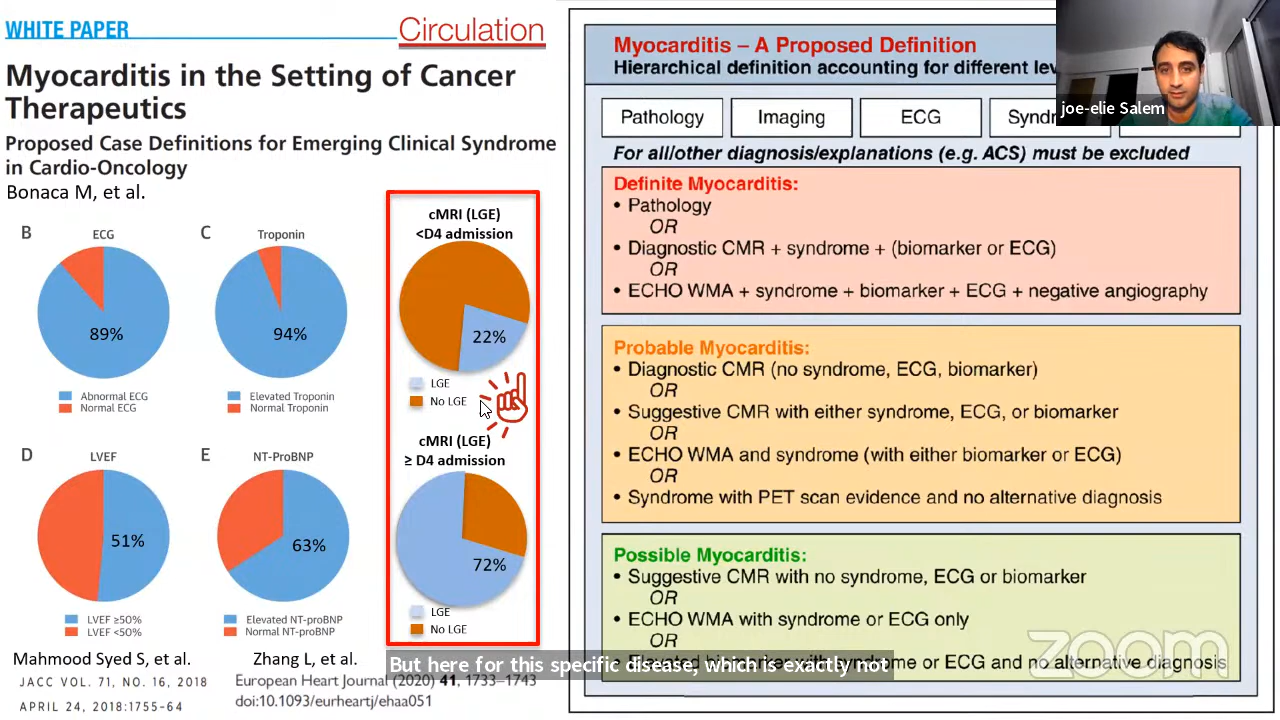 WHITE PAPER
Circulation
Myocarditis in the Setting of Cancer
Therapeutics
Proposed Case Definitions for Emerging Clinical Syndrome
in Cardio-Oncology
Bonaca M, et al.
B
ECG
89%
Abnormal ECG
Normal ECG
C
Troponin
94%
Elevated Troponin
Normal Troponin
cMRI (LGE)
<D4 admission
22%
LGE
No LGE
D
LVEF
51%
LVEF ≥50%
LVEF <50%
E
NT-ProBNP
63%
Elevated NT-proBNP
Normal NT-proBNP
cMRI (LGE)
≥ D4 admission
72%
LGE
No LGE
Mahmood Syed S, et al.
JACC VOL. 71, NO. 16, 2018
APRIL 24, 2018:1755-64
Zhang L, et al.
European Heart Journal (2020) 41, 1733–1743
doi:10.1093/eurheartj/ehaa051
Myocarditis – A Proposed Definition
Hierarchical definition accounting for different
Pathology
Imaging
ECG
For all/other diagnosis/explanations (e.g. ACS) must be excluded
Definite Myocarditis:
• Pathology
OR
• Diagnostic CMR + syndrome + (biomarker or ECG)
OR
• ECHO WMA + syndrome + biomarker + ECG + negative angiography
Probable Myocarditis:
• Diagnostic CMR (no syndrome, ECG, biomarker)
OR
• Suggestive CMR with either syndrome, ECG, or biomarker
OR
• ECHO WMA and syndrome (with either biomarker or ECG)
OR
• Syndrome with PET scan evidence and no alternative diagnosis
Possible Myocarditis:
• Suggestive CMR with no syndrome, ECG or biomarker
OR
• ECHO WMA with syndrome or ECG only
OR
or ECG and no alternative diagnosis
joe-elie Salem
But here for this specific disease, which is exactly not
zoom